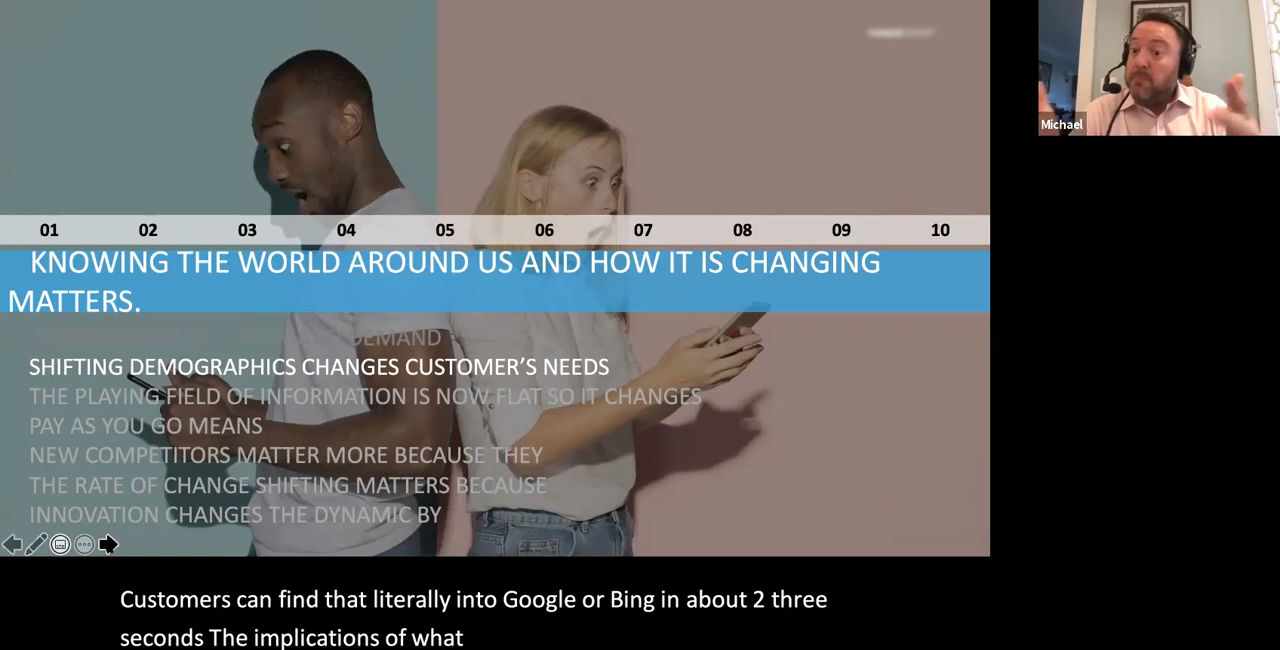 Michael
01 02 03 04 05 06 07 08 09 10
KNOWING THE WORLD AROUND US AND HOW IT IS CHANGING
MATTERS.
DEMAND
SHIFTING DEMOGRAPHICS CHANGES CUSTOMER’S NEEDS
THE PLAYING FIELD OF INFORMATION IS NOW FLAT SO IT CHANGES
PAY AS YOU GO MEANS
NEW COMPETITORS MATTER MORE BECAUSE THEY
THE RATE OF CHANGE SHIFTING MATTERS BECAUSE
INNOVATION CHANGES THE DYNAMIC BY
Customers can find that literally into Google or Bing in about 2 three
seconds The implications of what